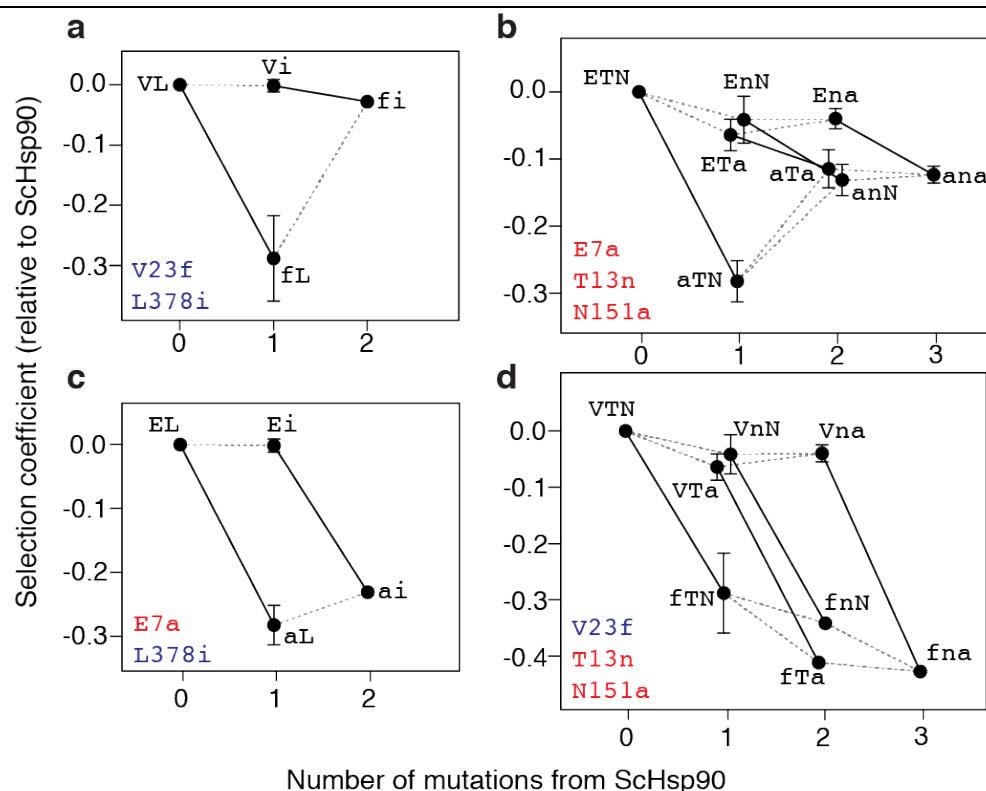 a
0.0
-0.1
-0.2
-0.3
VL
Vi
fi
fL
V23f
L378i
0 1 2
b
0.0
-0.1
-0.2
-0.3
ETN
EnN
Ena
ETa
aTa
anN
ana
aTN
E7a
T13n
N151a
0 1 2 3
c
0.0
-0.1
-0.2
-0.3
EL
Ei
ai
aL
E7a
L378i
0 1 2
d
0.0
-0.1
-0.2
-0.3
-0.4
VTN
VnN
Vna
VTa
fTN
fnN
fTa
fna
V23f
T13n
N151a
0 1 2 3
Selection coefficient (relative to ScHsp90)
Number of mutations from ScHsp90